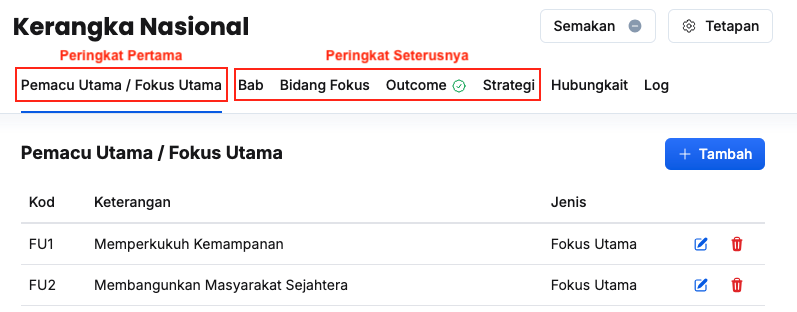 Kerangka Nasional
Semakan
Tetapan
Peringkat Pertama
Peringkat Seterusnya
Pemacu Utama / Fokus Utama Bab Bidang Fokus Outcome Strategi Hubungkait Log
Pemacu Utama / Fokus Utama
+ Tambah
Kod Keterangan Jenis
FU1 Memperkukuh Kemampanan Fokus Utama
FU2 Membangunkan Masyarakat Sejahtera Fokus Utama